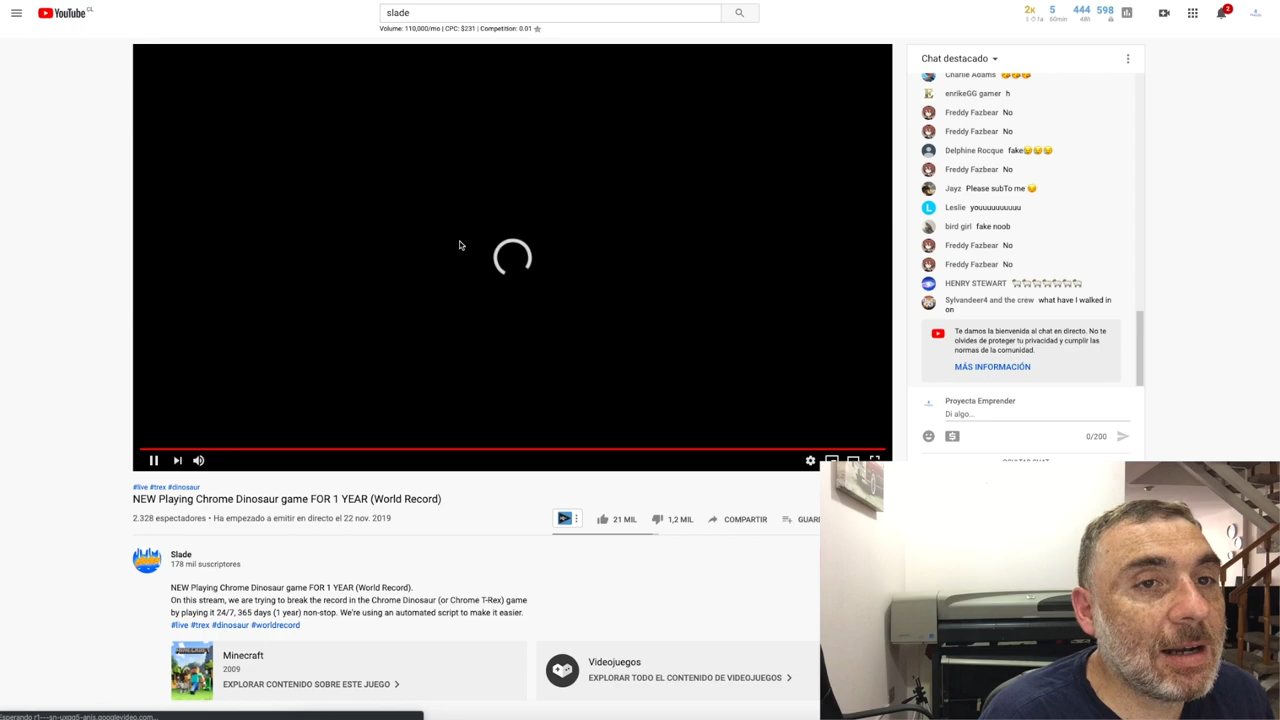 YouTube CL
slade
Volume: 110,000/mo | CPC: $231 | Competition: 0.01
2K 5 444 598
60min 48h
2
Chat destacado
Charlie Adams
enrikeGG gamer h
Freddy Fazbear No
Freddy Fazbear No
Delphine Rocque fake😂😂😂
Freddy Fazbear No
Jayz Please subTo me
L Leslie youuuuuuuuuu
bird girl fake noob
Freddy Fazbear No
Freddy Fazbear No
HENRY STEWART
Sylvandeer4 and the crew what have I walked in
on
Te damos la bienvenida al chat en directo. No te
olvides de proteger tu privacidad y cumplir las
normas de la comunidad.
MÁS INFORMACIÓN
Proyecta Emprender
Di algo...
0/200
#live #trex #dinosaur
NEW Playing Chrome Dinosaur game FOR 1 YEAR (World Record)
2.328 espectadores • Ha empezado a emitir en directo el 22 nov. 2019
21 MIL 1,2 MIL COMPARTIR GUAR
Slade
178 mil suscriptores
NEW Playing Chrome Dinosaur game FOR 1 YEAR (World Record).
On this stream, we are trying to break the record in the Chrome Dinosaur (or Chrome T-Rex) game
by playing it 24/7, 365 days (1 year) non-stop. We're using an automated script to make it easier.
#live #trex #dinosaur #worldrecord
Minecraft
2009
EXPLORAR CONTENIDO SOBRE ESTE JUEGO
Videojuegos
EXPLORAR TODO EL CONTENIDO DE VIDEOJUEGOS